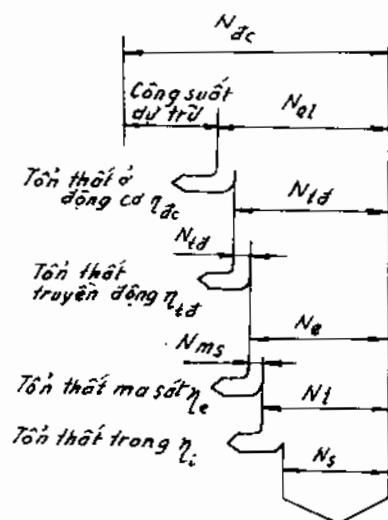 Nđc
Công suất
dự trữ
Nel
Tổn thất ở
động cơ ηđc
Ntđ
Ntđ
Tổn thất
truyền động ηtđ
Ne
Nms
Tổn thất ma sát ηe
Ni
Tổn thất trong ηi
Ns